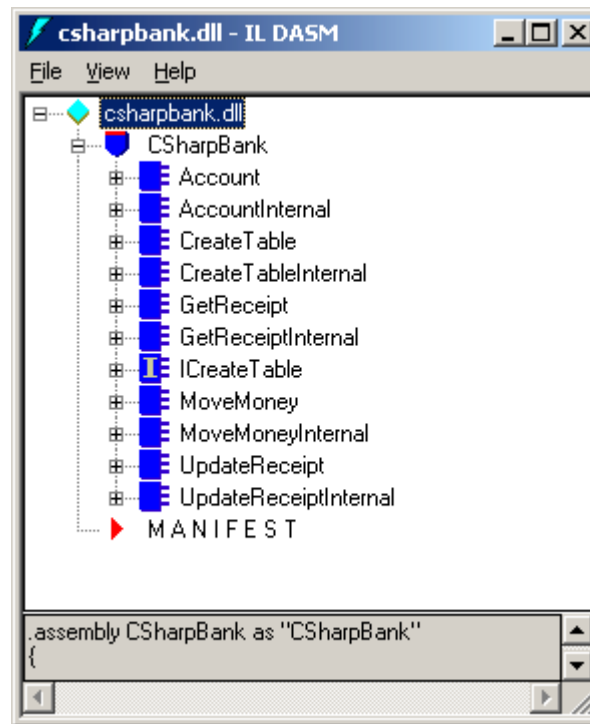 csharpbank.dll - IL DASM
File View Help
csharpbank.dll
CSharpBank
Account
AccountInternal
CreateTable
CreateTableInternal
GetReceipt
GetReceiptInternal
ICreateTable
MoveMoney
MoveMoneyInternal
UpdateReceipt
UpdateReceiptInternal
MANIFEST
.assembly CSharpBank as "CSharpBank"
{